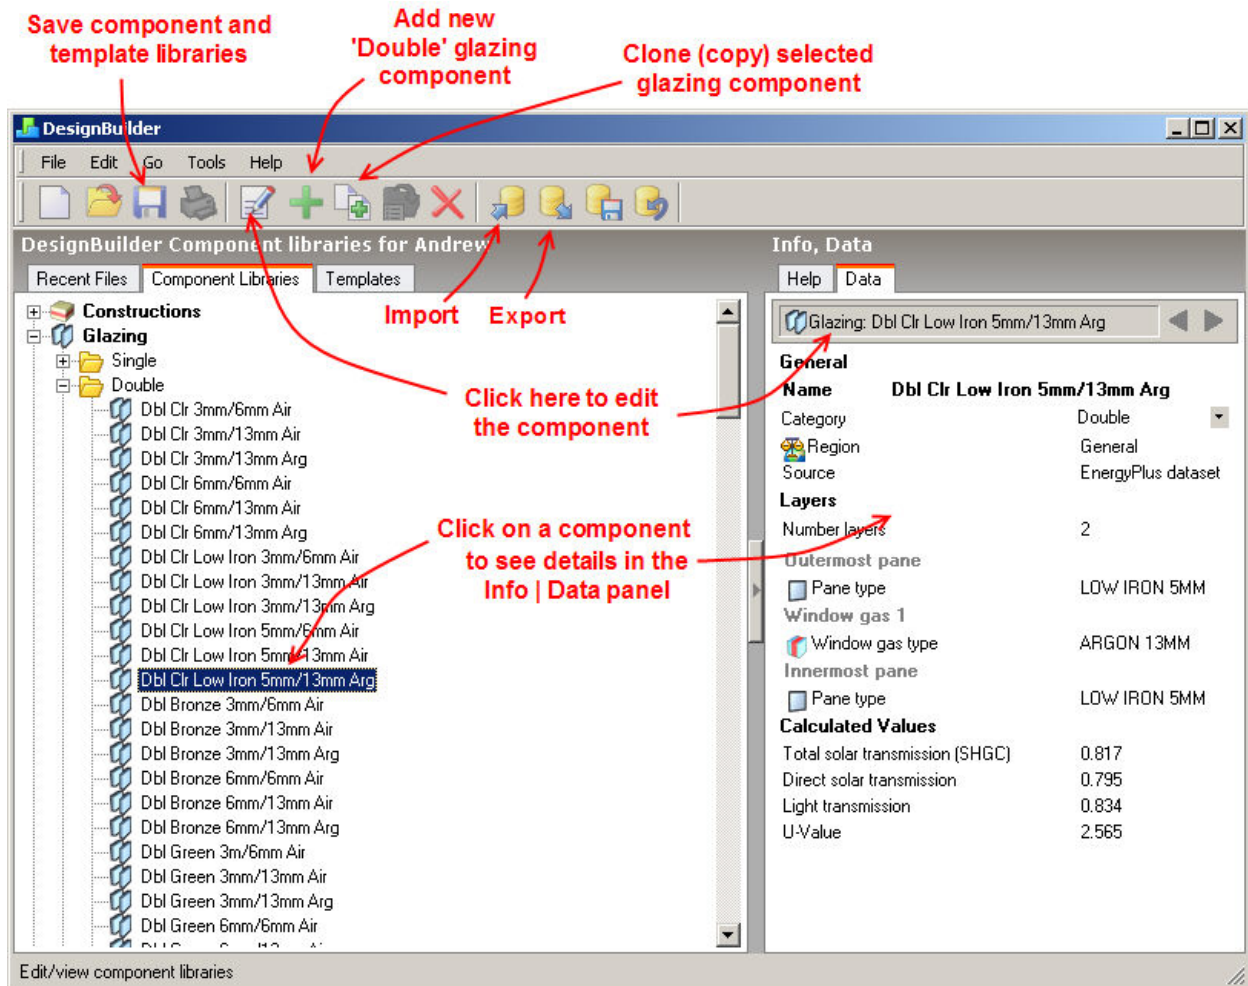 Save component and
template libraries
Add new
'Double' glazing
component
Clone (copy) selected
glazing component
DesignBuilder
File Edit Go Tools Help
DesignBuilder Component libraries for Andrew
Recent Files Component Libraries Templates
Import Export
Constructions
Glazing
Single
Double
Dbl Clr 3mm/6mm Air
Dbl Clr 3mm/13mm Air
Dbl Clr 3mm/13mm Arg
Dbl Clr 6mm/6mm Air
Dbl Clr 6mm/13mm Air
Dbl Clr 6mm/13mm Arg
Dbl Clr Low Iron 3mm/6mm Air
Dbl Clr Low Iron 3mm/13mm Air
Dbl Clr Low Iron 3mm/13mm Arg
Dbl Clr Low Iron 5mm/6mm Air
Dbl Clr Low Iron 5mm/13mm Air
Dbl Clr Low Iron 5mm/13mm Arg
Dbl Bronze 3mm/6mm Air
Dbl Bronze 3mm/13mm Air
Dbl Bronze 3mm/13mm Arg
Dbl Bronze 6mm/6mm Air
Dbl Bronze 6mm/13mm Air
Dbl Bronze 6mm/13mm Arg
Dbl Green 3m/6mm Air
Dbl Green 3mm/13mm Air
Dbl Green 3mm/13mm Arg
Dbl Green 6mm/6mm Air
Click here to edit
the component
Click on a component
to see details in the
Info | Data panel
Info, Data
Help Data
Glazing: Dbl Clr Low Iron 5mm/13mm Arg
General
Name Dbl Clr Low Iron 5mm/13mm Arg
Category Double
Region General
Source EnergyPlus dataset
Layers
Number layers 2
Outermost pane
Pane type LOW IRON 5MM
Window gas 1
Window gas type ARGON 13MM
Innermost pane
Pane type LOW IRON 5MM
Calculated Values
Total solar transmission (SHGC) 0.817
Direct solar transmission 0.795
Light transmission 0.834
U-Value 2.565
Edit/view component libraries